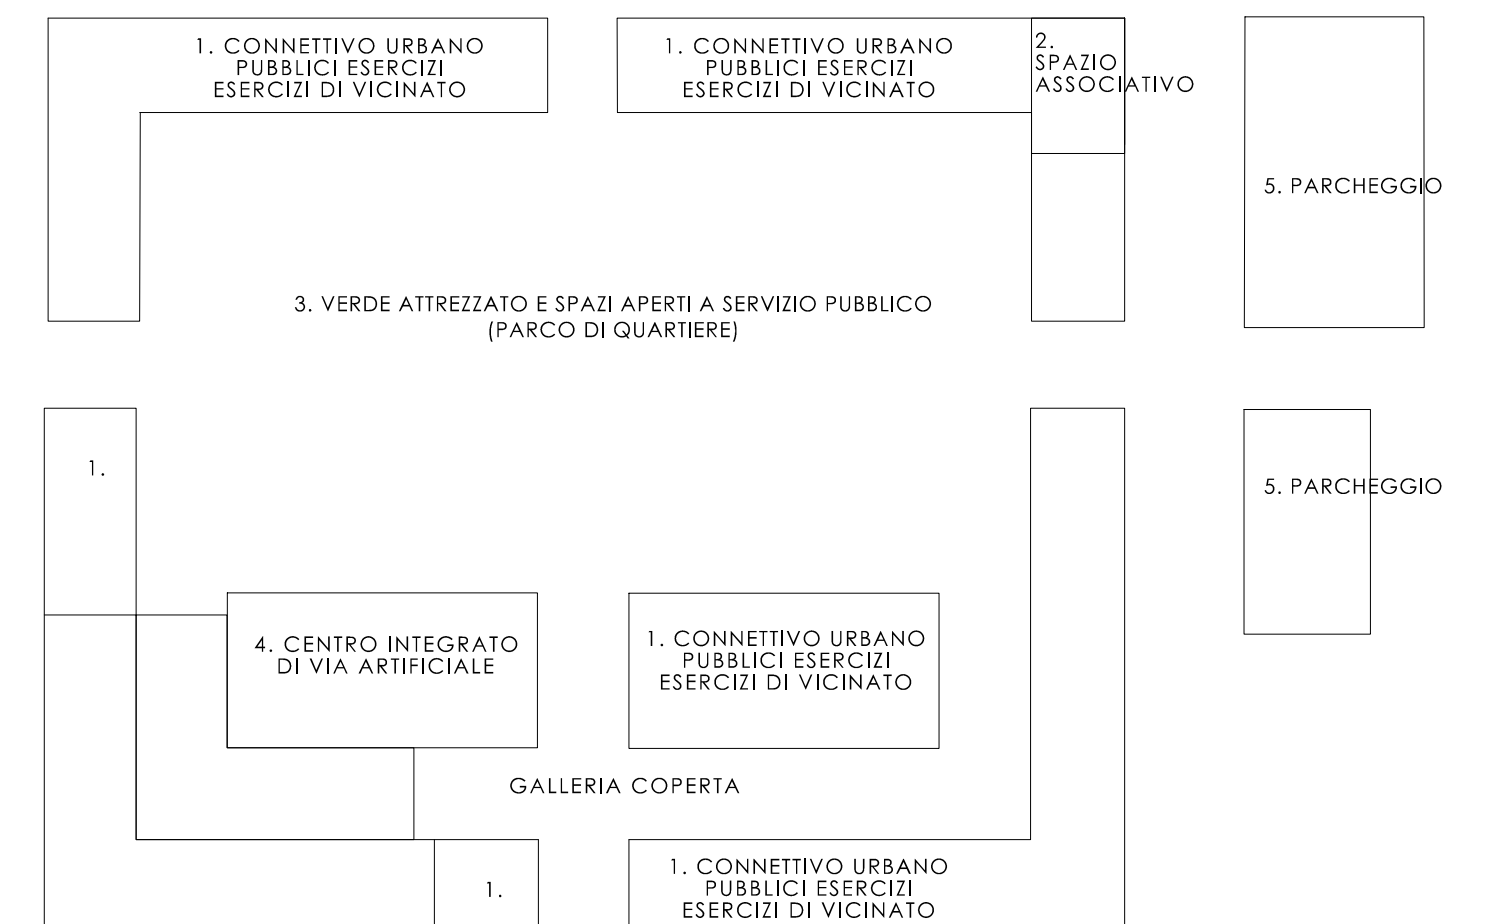 1. CONNETTIVO URBANO
PUBBLICI ESERCIZI
ESERCIZI DI VICINATO
1. CONNETTIVO URBANO
PUBBLICI ESERCIZI
ESERCIZI DI VICINATO
2.
SPAZIO
ASSOCIATIVO
5. PARCHEGGIO
3. VERDE ATTREZZATO E SPAZI APERTI A SERVIZIO PUBBLICO
(PARCO DI QUARTIERE)
1.
5. PARCHEGGIO
4. CENTRO INTEGRATO
DI VIA ARTIFICIALE
1. CONNETTIVO URBANO
PUBBLICI ESERCIZI
ESERCIZI DI VICINATO
GALLERIA COPERTA
1.
1. CONNETTIVO URBANO
PUBBLICI ESERCIZI
ESERCIZI DI VICINATO